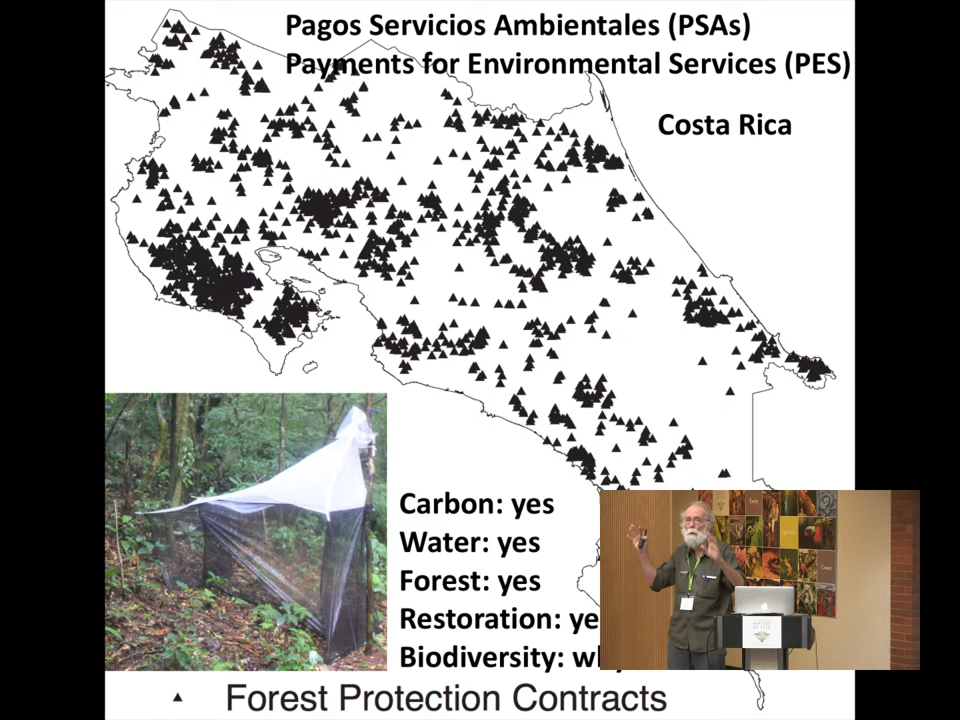 Pagos Servicios Ambientales (PSAs)
Payments for Environmental Services (PES)
Costa Rica
Carbon: yes
Water: yes
Forest: yes
Restoration: ye
Biodiversity:
Forest Protection Contracts